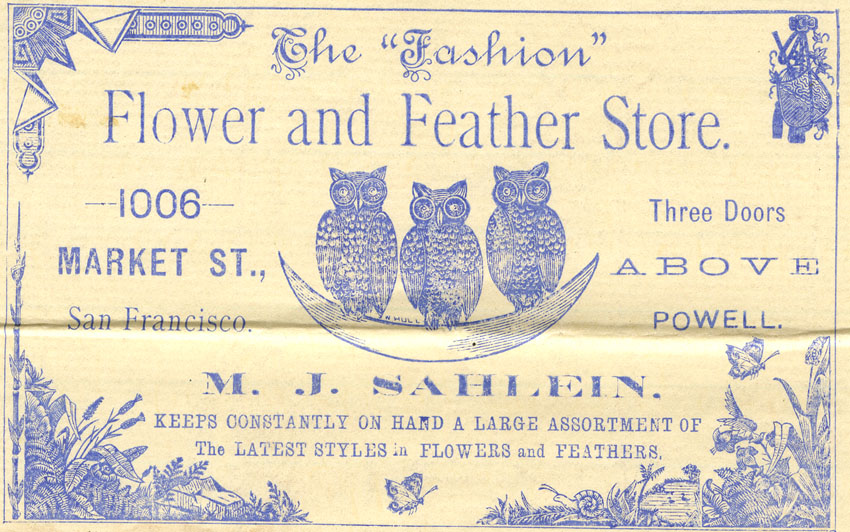 The "Fashion"
Flower and Feather Store.
—1006—
MARKET ST.,
San Francisco.
Three Doors
ABOVE
POWELL.
N HULL
M. J. SAHLEIN.
KEEPS CONSTANTLY ON HAND A LARGE ASSORTMENT OF
The LATEST STYLES in FLOWERS and FEATHERS.